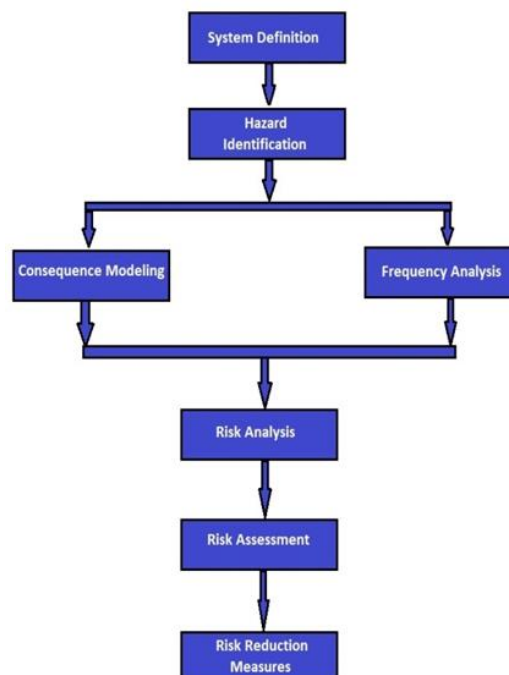 System Definition
Hazard
Identification
Consequence Modeling
Frequency Analysis
Risk Analysis
Risk Assessment
Risk Reduction
Measures